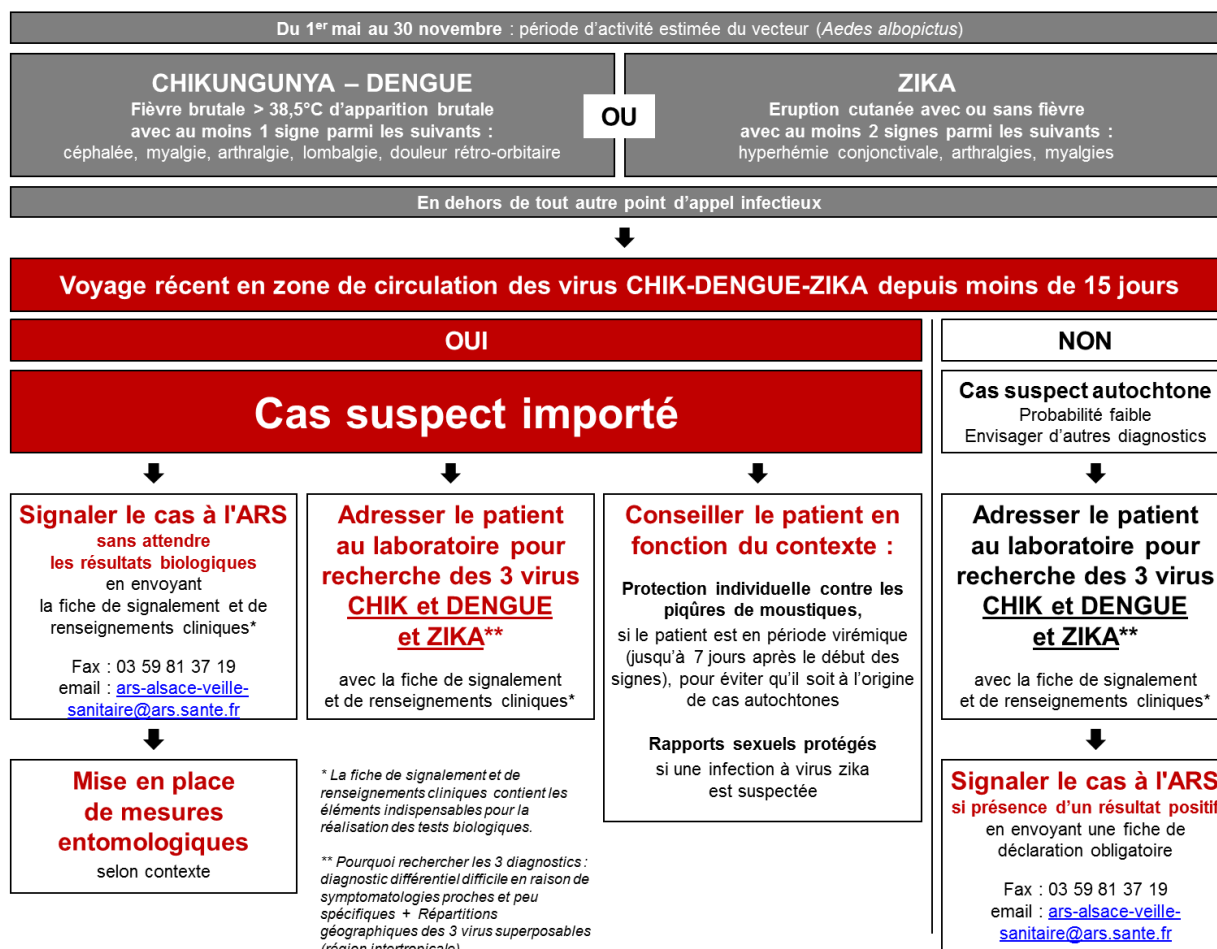 Du 1er mai au 30 novembre : période d'activité estimée du vecteur (Aedes albopictus)
CHIKUNGUNYA – DENGUE
Fièvre brutale > 38,5°C d'apparition brutale
avec au moins 1 signe parmi les suivants :
céphalée, myalgie, arthralgie, lombalgie, douleur rétro-orbitaire
OU
ZIKA
Eruption cutanée avec ou sans fièvre
avec au moins 2 signes parmi les suivants :
hyperhémie conjonctivale, arthralgies, myalgies
En dehors de tout autre point d'appel infectieux
Voyage récent en zone de circulation des virus CHIK-DENGUE-ZIKA depuis moins de 15 jours
OUI
Cas suspect importé
Signaler le cas à l'ARS
sans attendre
les résultats biologiques
en envoyant
la fiche de signalement et de
renseignements cliniques*
Fax : 03 59 81 37 19
email : ars-alsace-veille-
sanitaire@ars.sante.fr
Mise en place
de mesures
entomologiques
selon contexte
Adresser le patient
au laboratoire pour
recherche des 3 virus
CHIK et DENGUE
et ZIKA**
avec la fiche de signalement
et de renseignements cliniques*
* La fiche de signalement et de
renseignements cliniques contient les
éléments indispensables pour la
réalisation des tests biologiques.
** Pourquoi rechercher les 3 diagnostics :
diagnostic différentiel difficile en raison de
symptomatologies proches et peu
spécifiques + Répartitions
géographiques des 3 virus superposables
(région intertropicale)
Conseiller le patient en
fonction du contexte :
Protection individuelle contre les
piqûres de moustiques,
si le patient est en période virémique
(jusqu'à 7 jours après le début des
signes), pour éviter qu'il soit à l'origine
de cas autochtones
Rapports sexuels protégés
si une infection à virus zika
est suspectée
NON
Cas suspect autochtone
Probabilité faible
Envisager d'autres diagnostics
Adresser le patient
au laboratoire pour
recherche des 3 virus
CHIK et DENGUE
et ZIKA**
avec la fiche de signalement
et de renseignements cliniques*
Signaler le cas à l'ARS
si présence d'un résultat positif
en envoyant une fiche de
déclaration obligatoire
Fax : 03 59 81 37 19
email : ars-alsace-veille-
sanitaire@ars.sante.fr